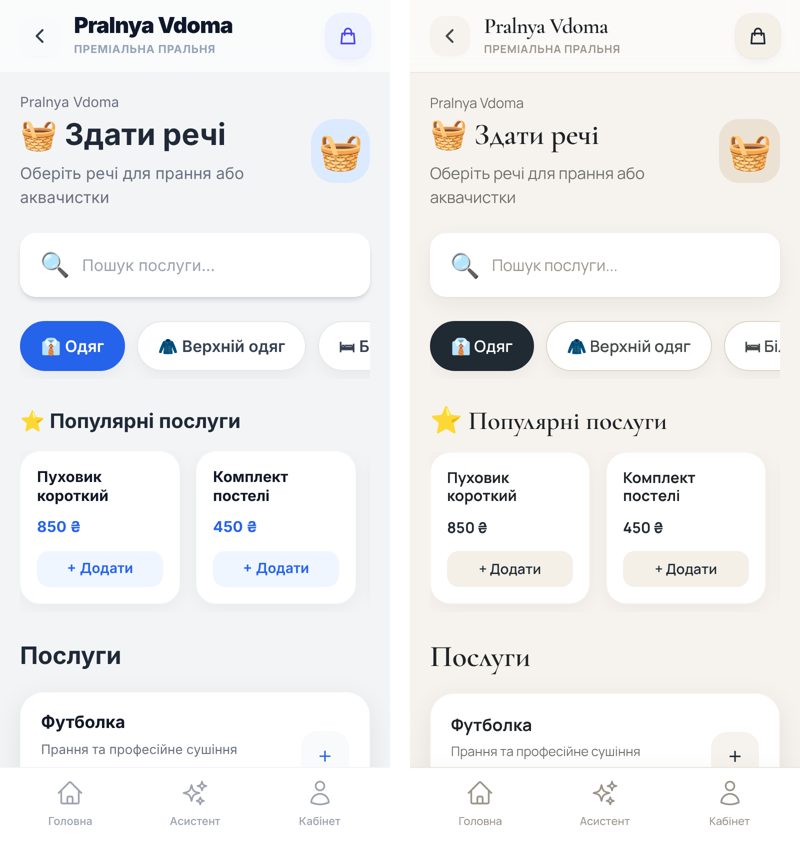 Pralnya Vdoma
ПРЕМІАЛЬНА ПРАЛЬНЯ
Pralnya Vdoma
Здати речі
Оберіть речі для прання або
аквачистки
Пошук послуги...
Одяг
Верхній одяг
Б
Популярні послуги
Пуховик
короткий
850 ₴
+ Додати
Комплект
постелі
450 ₴
+ Додати
Послуги
Футболка
Прання та професійне сушіння
+
Головна
Асистент
Кабінет
Pralnya Vdoma
ПРЕМІАЛЬНА ПРАЛЬНЯ
Pralnya Vdoma
Здати речі
Оберіть речі для прання або
аквачистки
Пошук послуги...
Одяг
Верхній одяг
Біл
Популярні послуги
Пуховик
короткий
850 ₴
+ Додати
Комплект
постелі
450 ₴
+ Додати
Послуги
Футболка
Прання та професійне сушіння
+
Головна
Асистент
Кабінет